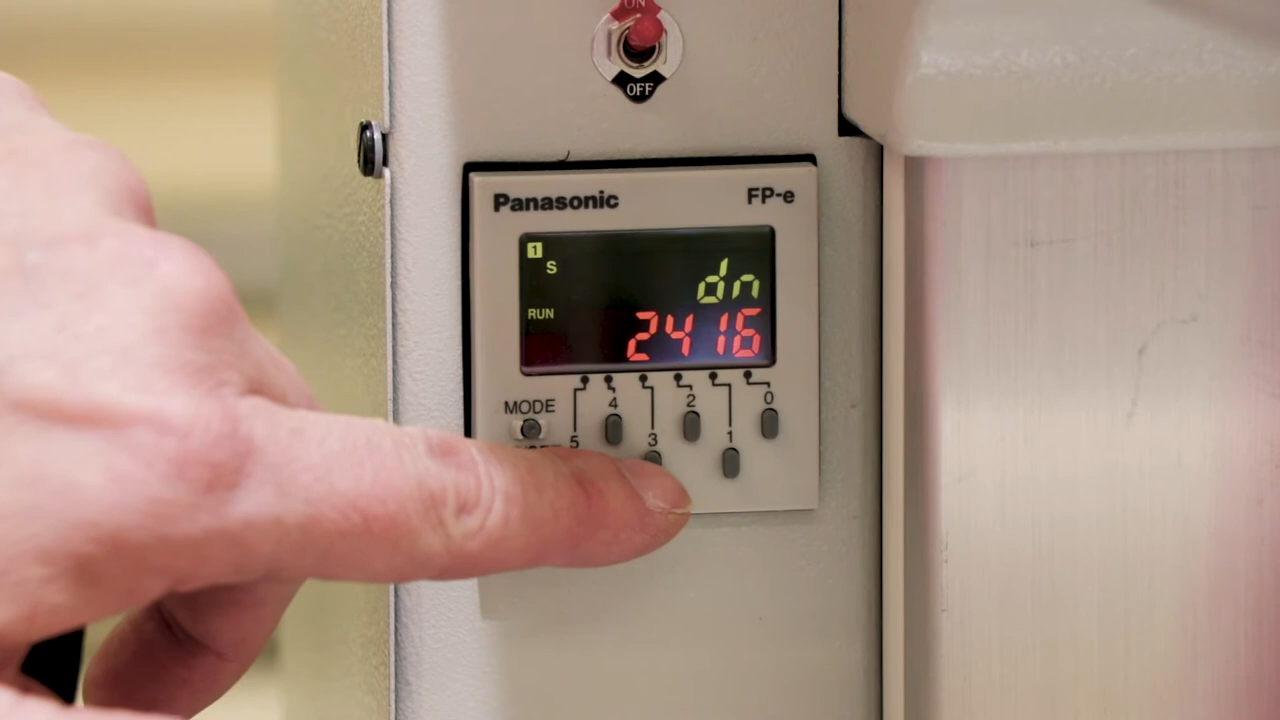 ON
OFF
Panasonic FP-e
1
S
dn
RUN
2416
MODE 4 2 0
5 3 1